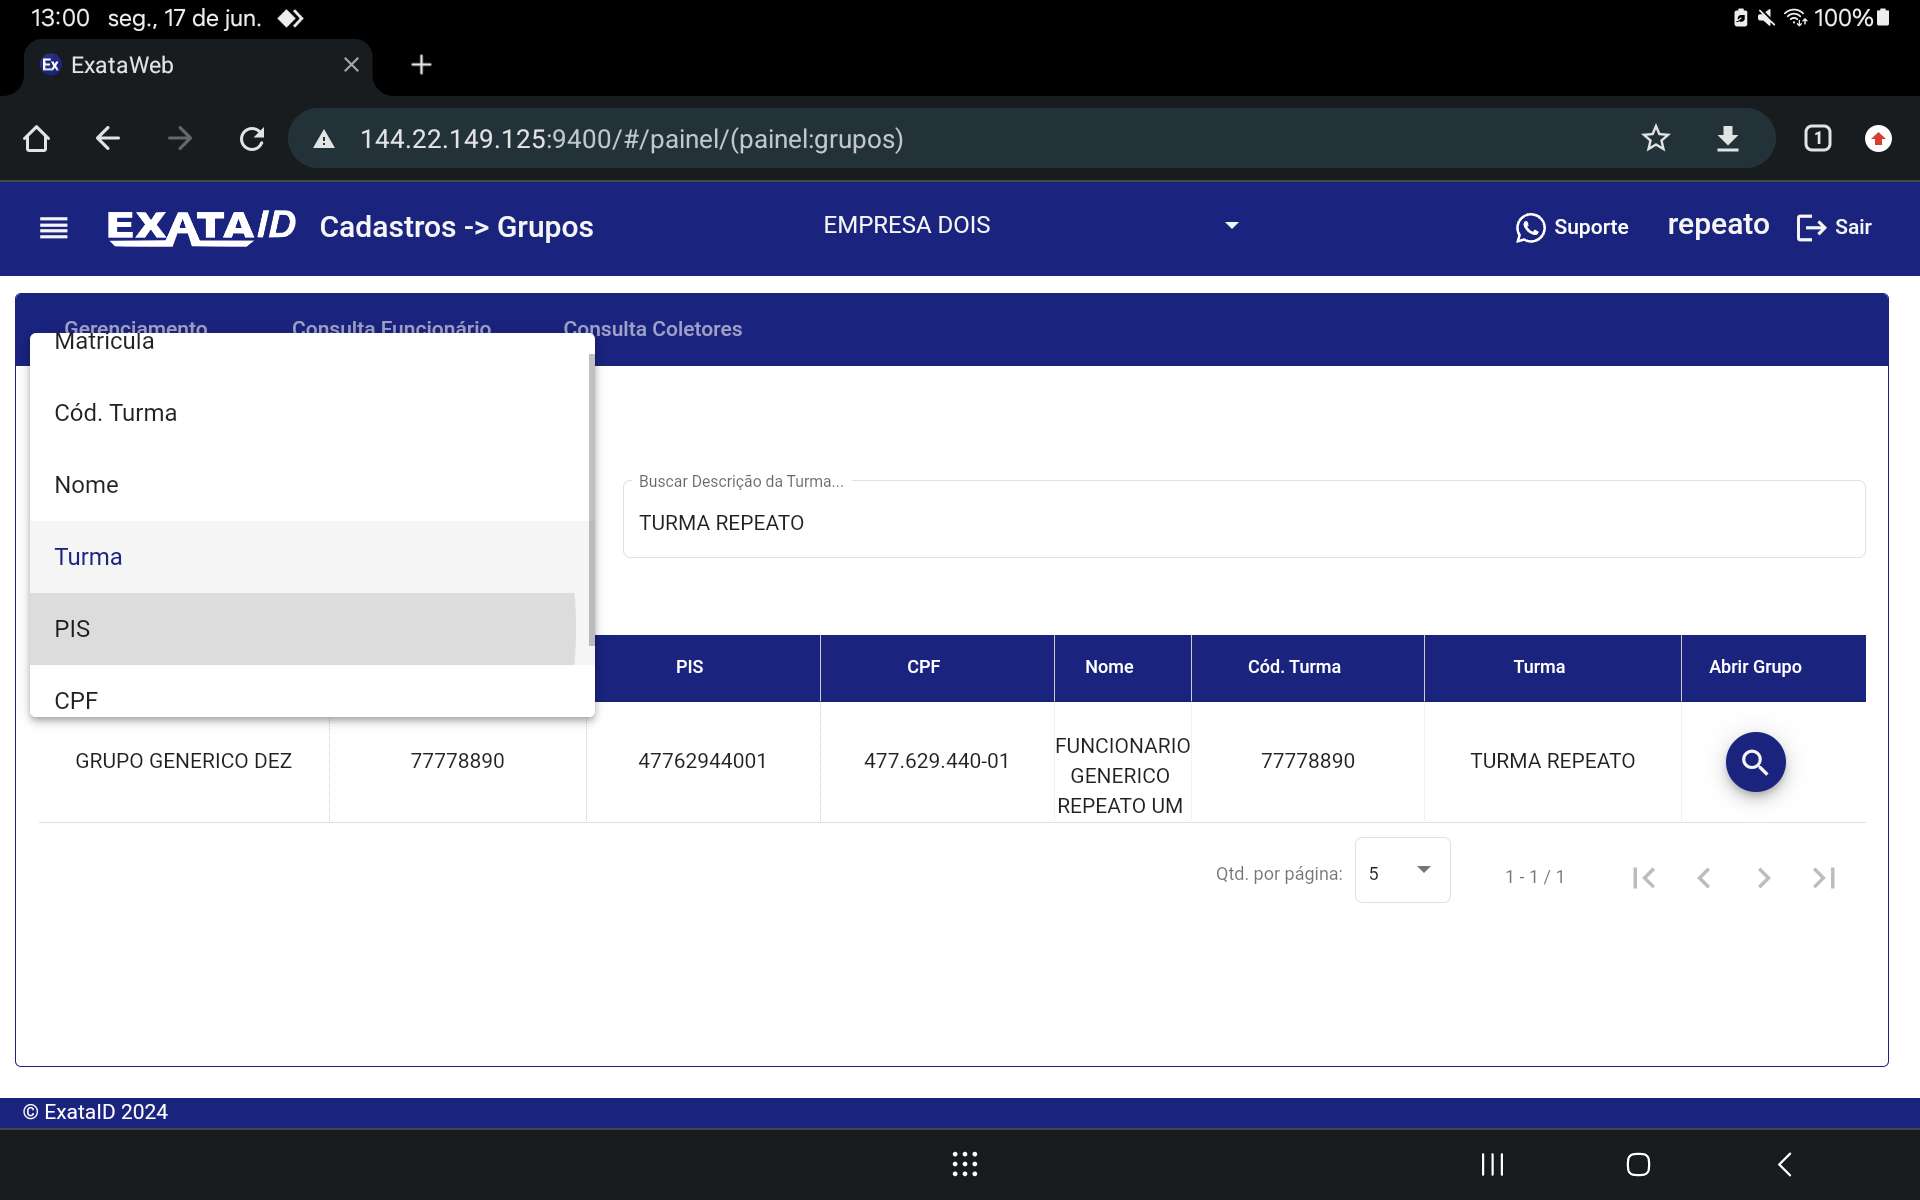 13:00 seg., 17 de jun. 100%
Ex ExataWeb
144.22.149.125:9400/#/painel/(painel:grupos)
1
EXATAID Cadastros -> Grupos EMPRESA DOIS Suporte repeato Sair
Gerenciamento Consulta Funcionário Consulta Coletores
Matrícula
Cód. Turma
Nome
Turma
PIS
CPF
Buscar Descrição da Turma...
TURMA REPEATO
PIS CPF Nome Cód. Turma Turma Abrir Grupo
GRUPO GENERICO DEZ 77778890 47762944001 477.629.440-01 FUNCIONARIO GENERICO REPEATO UM 77778890 TURMA REPEATO
Qtd. por página: 5 1 - 1 / 1
© ExataID 2024